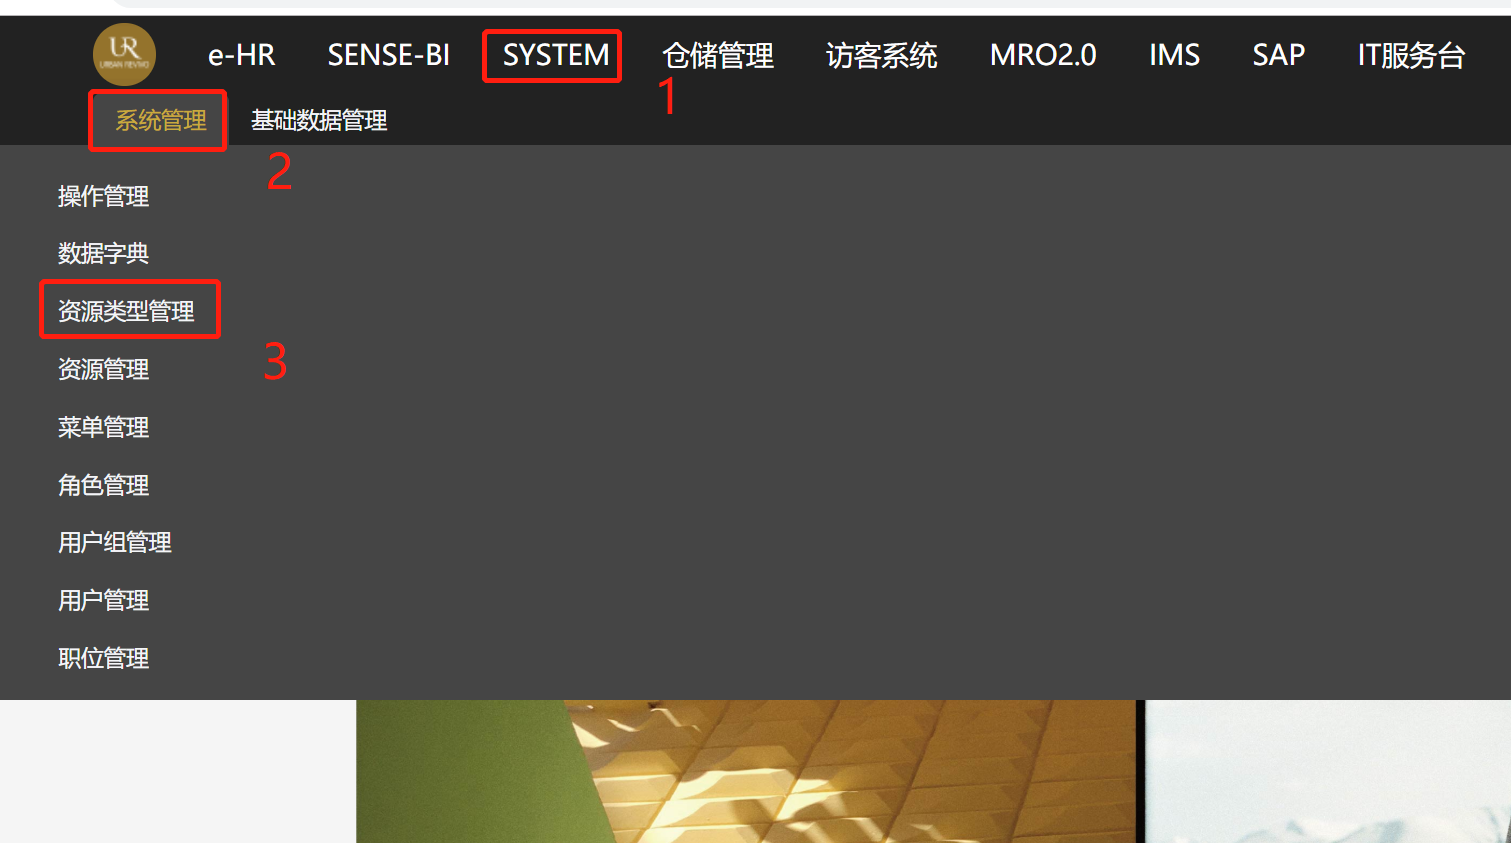 UR
URBAN REVIVO
e-HR SENSE-BI SYSTEM 仓储管理 访客系统 MRO2.0 IMS SAP IT服务台
1
系统管理 基础数据管理
2
操作管理
数据字典
资源类型管理
3
资源管理
菜单管理
角色管理
用户组管理
用户管理
职位管理